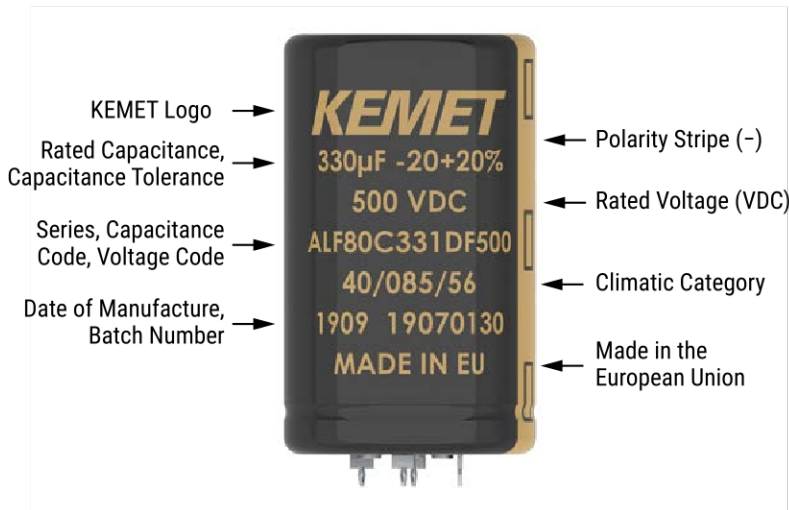 KEMET Logo
Rated Capacitance,
Capacitance Tolerance
Series, Capacitance
Code, Voltage Code
Date of Manufacture,
Batch Number
KEMET
330µF -20+20%
500 VDC
ALF80C331DF500
40/085/56
1909 19070130
MADE IN EU
Polarity Stripe (−)
Rated Voltage (VDC)
Climatic Category
Made in the
European Union